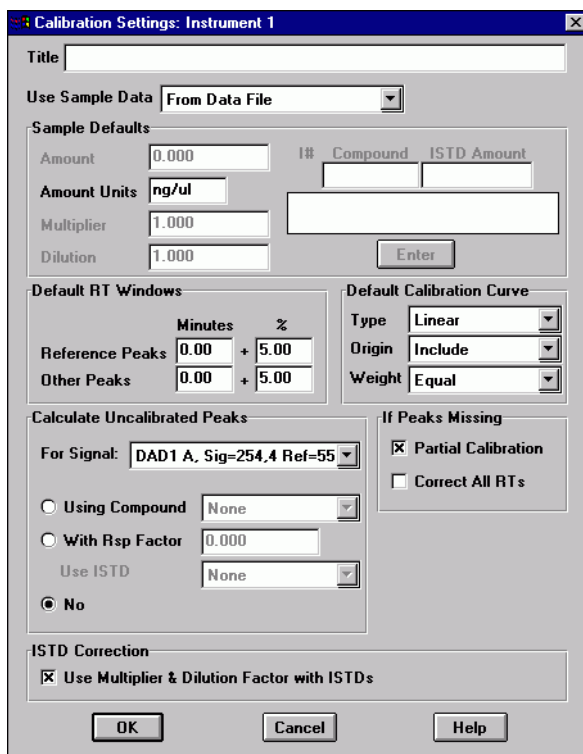 Calibration Settings: Instrument 1
Title
Use Sample Data From Data File
Sample Defaults
Amount 0.000
I# Compound ISTD Amount
Amount Units ng/ul
Multiplier 1.000
Dilution 1.000
Enter
Default RT Windows
Minutes %
Reference Peaks 0.00 + 5.00
Other Peaks 0.00 + 5.00
Default Calibration Curve
Type Linear
Origin Include
Weight Equal
Calculate Uncalibrated Peaks
For Signal: DAD1 A, Sig=254,4 Ref=55
Using Compound None
With Rsp Factor 0.000
Use ISTD None
No
If Peaks Missing
Partial Calibration
Correct All RTs
ISTD Correction
Use Multiplier & Dilution Factor with ISTDs
OK Cancel Help